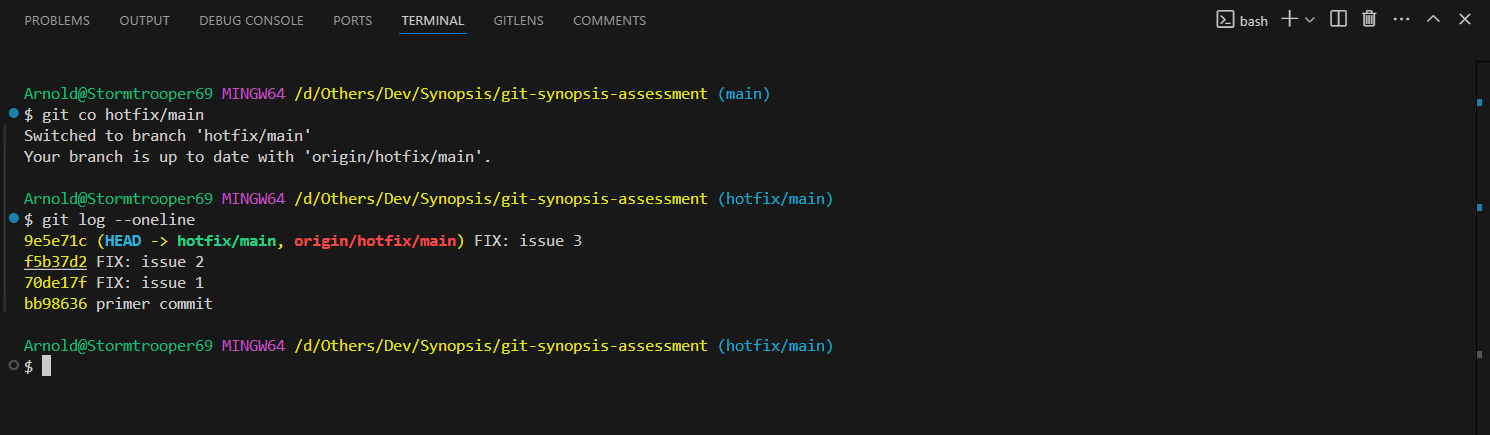 PROBLEMS OUTPUT DEBUG CONSOLE PORTS TERMINAL GITLENS COMMENTS bash
Arnold@Stormtrooper69 MINGW64 /d/Others/Dev/Synopsis/git-synopsis-assessment (main)
$ git co hotfix/main
Switched to branch 'hotfix/main'
Your branch is up to date with 'origin/hotfix/main'.
Arnold@Stormtrooper69 MINGW64 /d/Others/Dev/Synopsis/git-synopsis-assessment (hotfix/main)
$ git log --oneline
9e5e71c (HEAD -> hotfix/main, origin/hotfix/main) FIX: issue 3
f5b37d2 FIX: issue 2
70de17f FIX: issue 1
bb98636 primer commit
Arnold@Stormtrooper69 MINGW64 /d/Others/Dev/Synopsis/git-synopsis-assessment (hotfix/main)
$